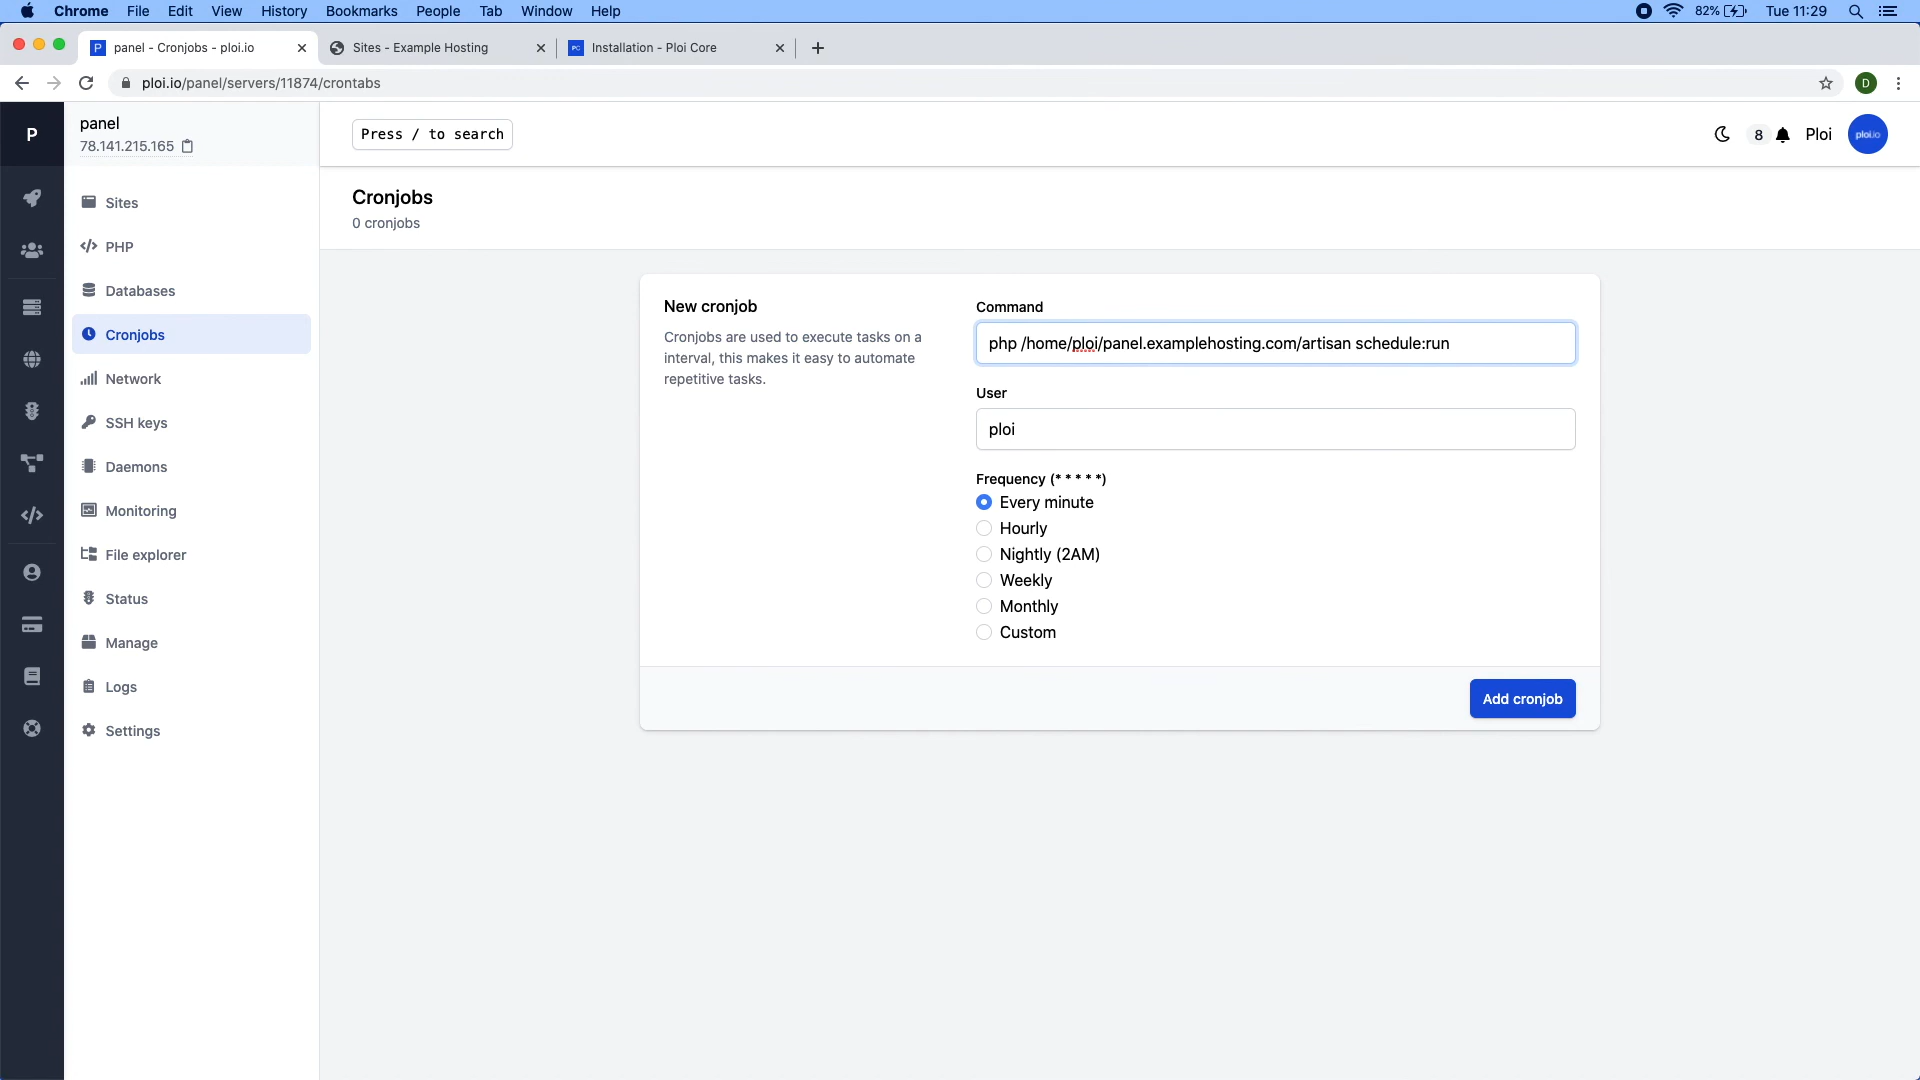 Chrome File Edit View History Bookmarks People Tab Window Help 82% Tue 11:29
P panel - Cronjobs - ploi.io Sites - Example Hosting PC Installation - Ploi Core
ploi.io/panel/servers/11874/crontabs D
P
panel
78.141.215.165
Press / to search
8 Ploi ploi.io
Sites
PHP
Databases
Cronjobs
Network
SSH keys
Daemons
Monitoring
File explorer
Status
Manage
Logs
Settings
Cronjobs
0 cronjobs
New cronjob
Cronjobs are used to execute tasks on a
interval, this makes it easy to automate
repetitive tasks.
Command
php /home/ploi/panel.examplehosting.com/artisan schedule:run
User
ploi
Frequency (* * * * *)
Every minute
Hourly
Nightly (2AM)
Weekly
Monthly
Custom
Add cronjob